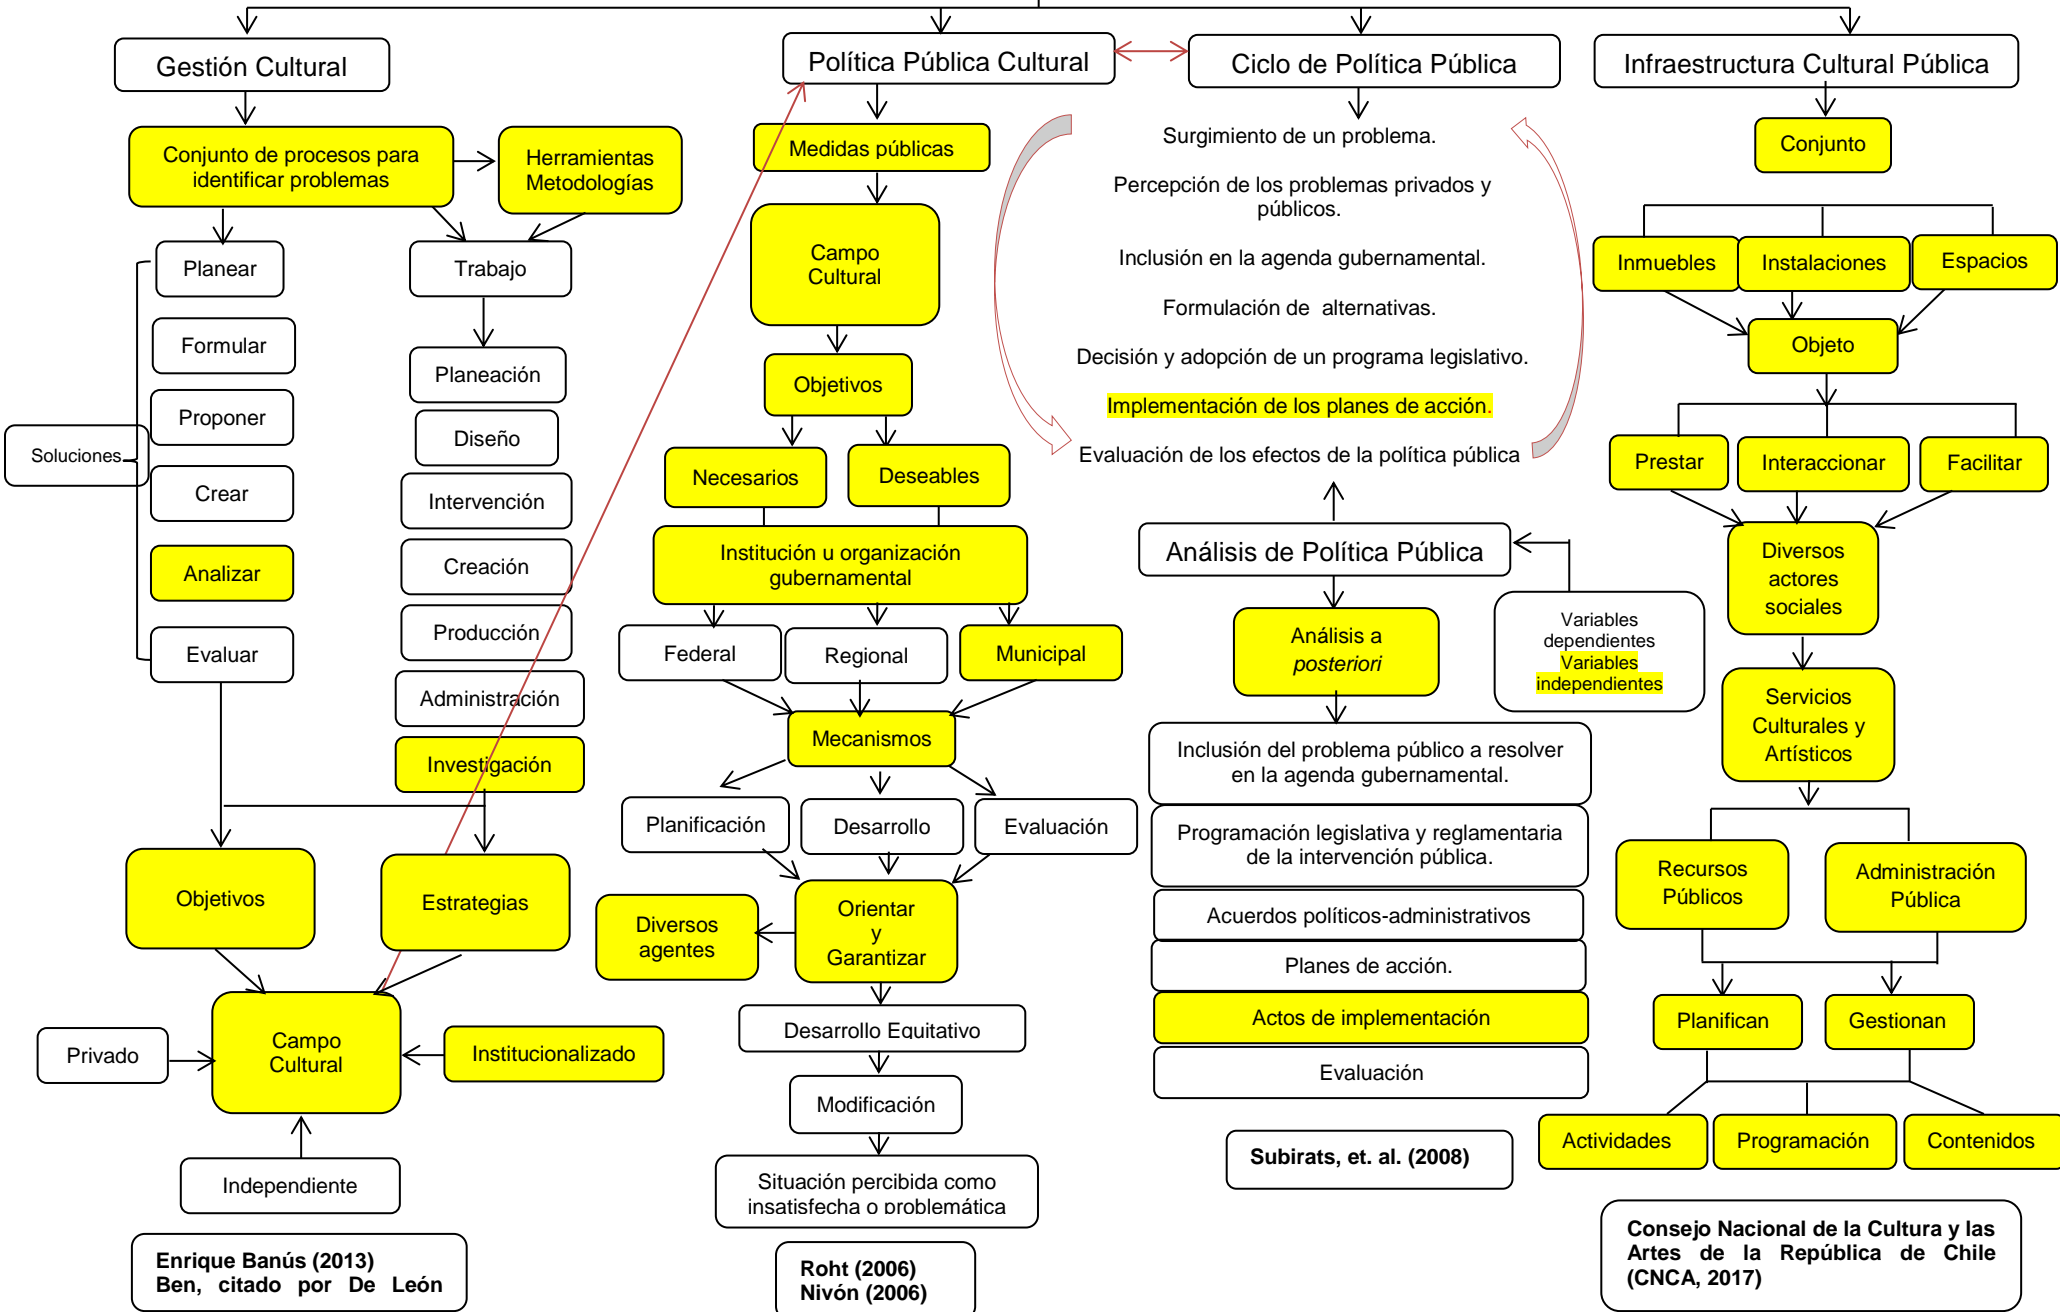 Gestión Cultural
Conjunto de procesos para
identificar problemas
Herramientas
Metodologías
Planear
Formular
Proponer
Crear
Analizar
Evaluar
Soluciones
Trabajo
Planeación
Diseño
Intervención
Creación
Producción
Administración
Investigación
Objetivos
Estrategias
Campo
Cultural
Privado
Institucionalizado
Independiente
Enrique Banús (2013)
Ben, citado por De León
Política Pública Cultural
Medidas públicas
Campo
Cultural
Objetivos
Necesarios
Deseables
Institución u organización
gubernamental
Federal
Regional
Municipal
Mecanismos
Planificación
Desarrollo
Evaluación
Orientar
y
Garantizar
Diversos
agentes
Desarrollo Equitativo
Modificación
Situación percibida como
insatisfecha o problemática
Roht (2006)
Nivón (2006)
Ciclo de Política Pública
Surgimiento de un problema.
Percepción de los problemas privados y
públicos.
Inclusión en la agenda gubernamental.
Formulación de alternativas.
Decisión y adopción de un programa legislativo.
Implementación de los planes de acción.
Evaluación de los efectos de la política pública
Análisis de Política Pública
Variables
dependientes
Variables
independientes
Análisis a
posteriori
Inclusión del problema público a resolver
en la agenda gubernamental.
Programación legislativa y reglamentaria
de la intervención pública.
Acuerdos políticos-administrativos
Planes de acción.
Actos de implementación
Evaluación
Subirats, et. al. (2008)
Infraestructura Cultural Pública
Conjunto
Inmuebles
Instalaciones
Espacios
Objeto
Prestar
Interaccionar
Facilitar
Diversos
actores
sociales
Servicios
Culturales y
Artísticos
Recursos
Públicos
Administración
Pública
Planifican
Gestionan
Actividades
Programación
Contenidos
Consejo Nacional de la Cultura y las
Artes de la República de Chile
(CNCA, 2017)